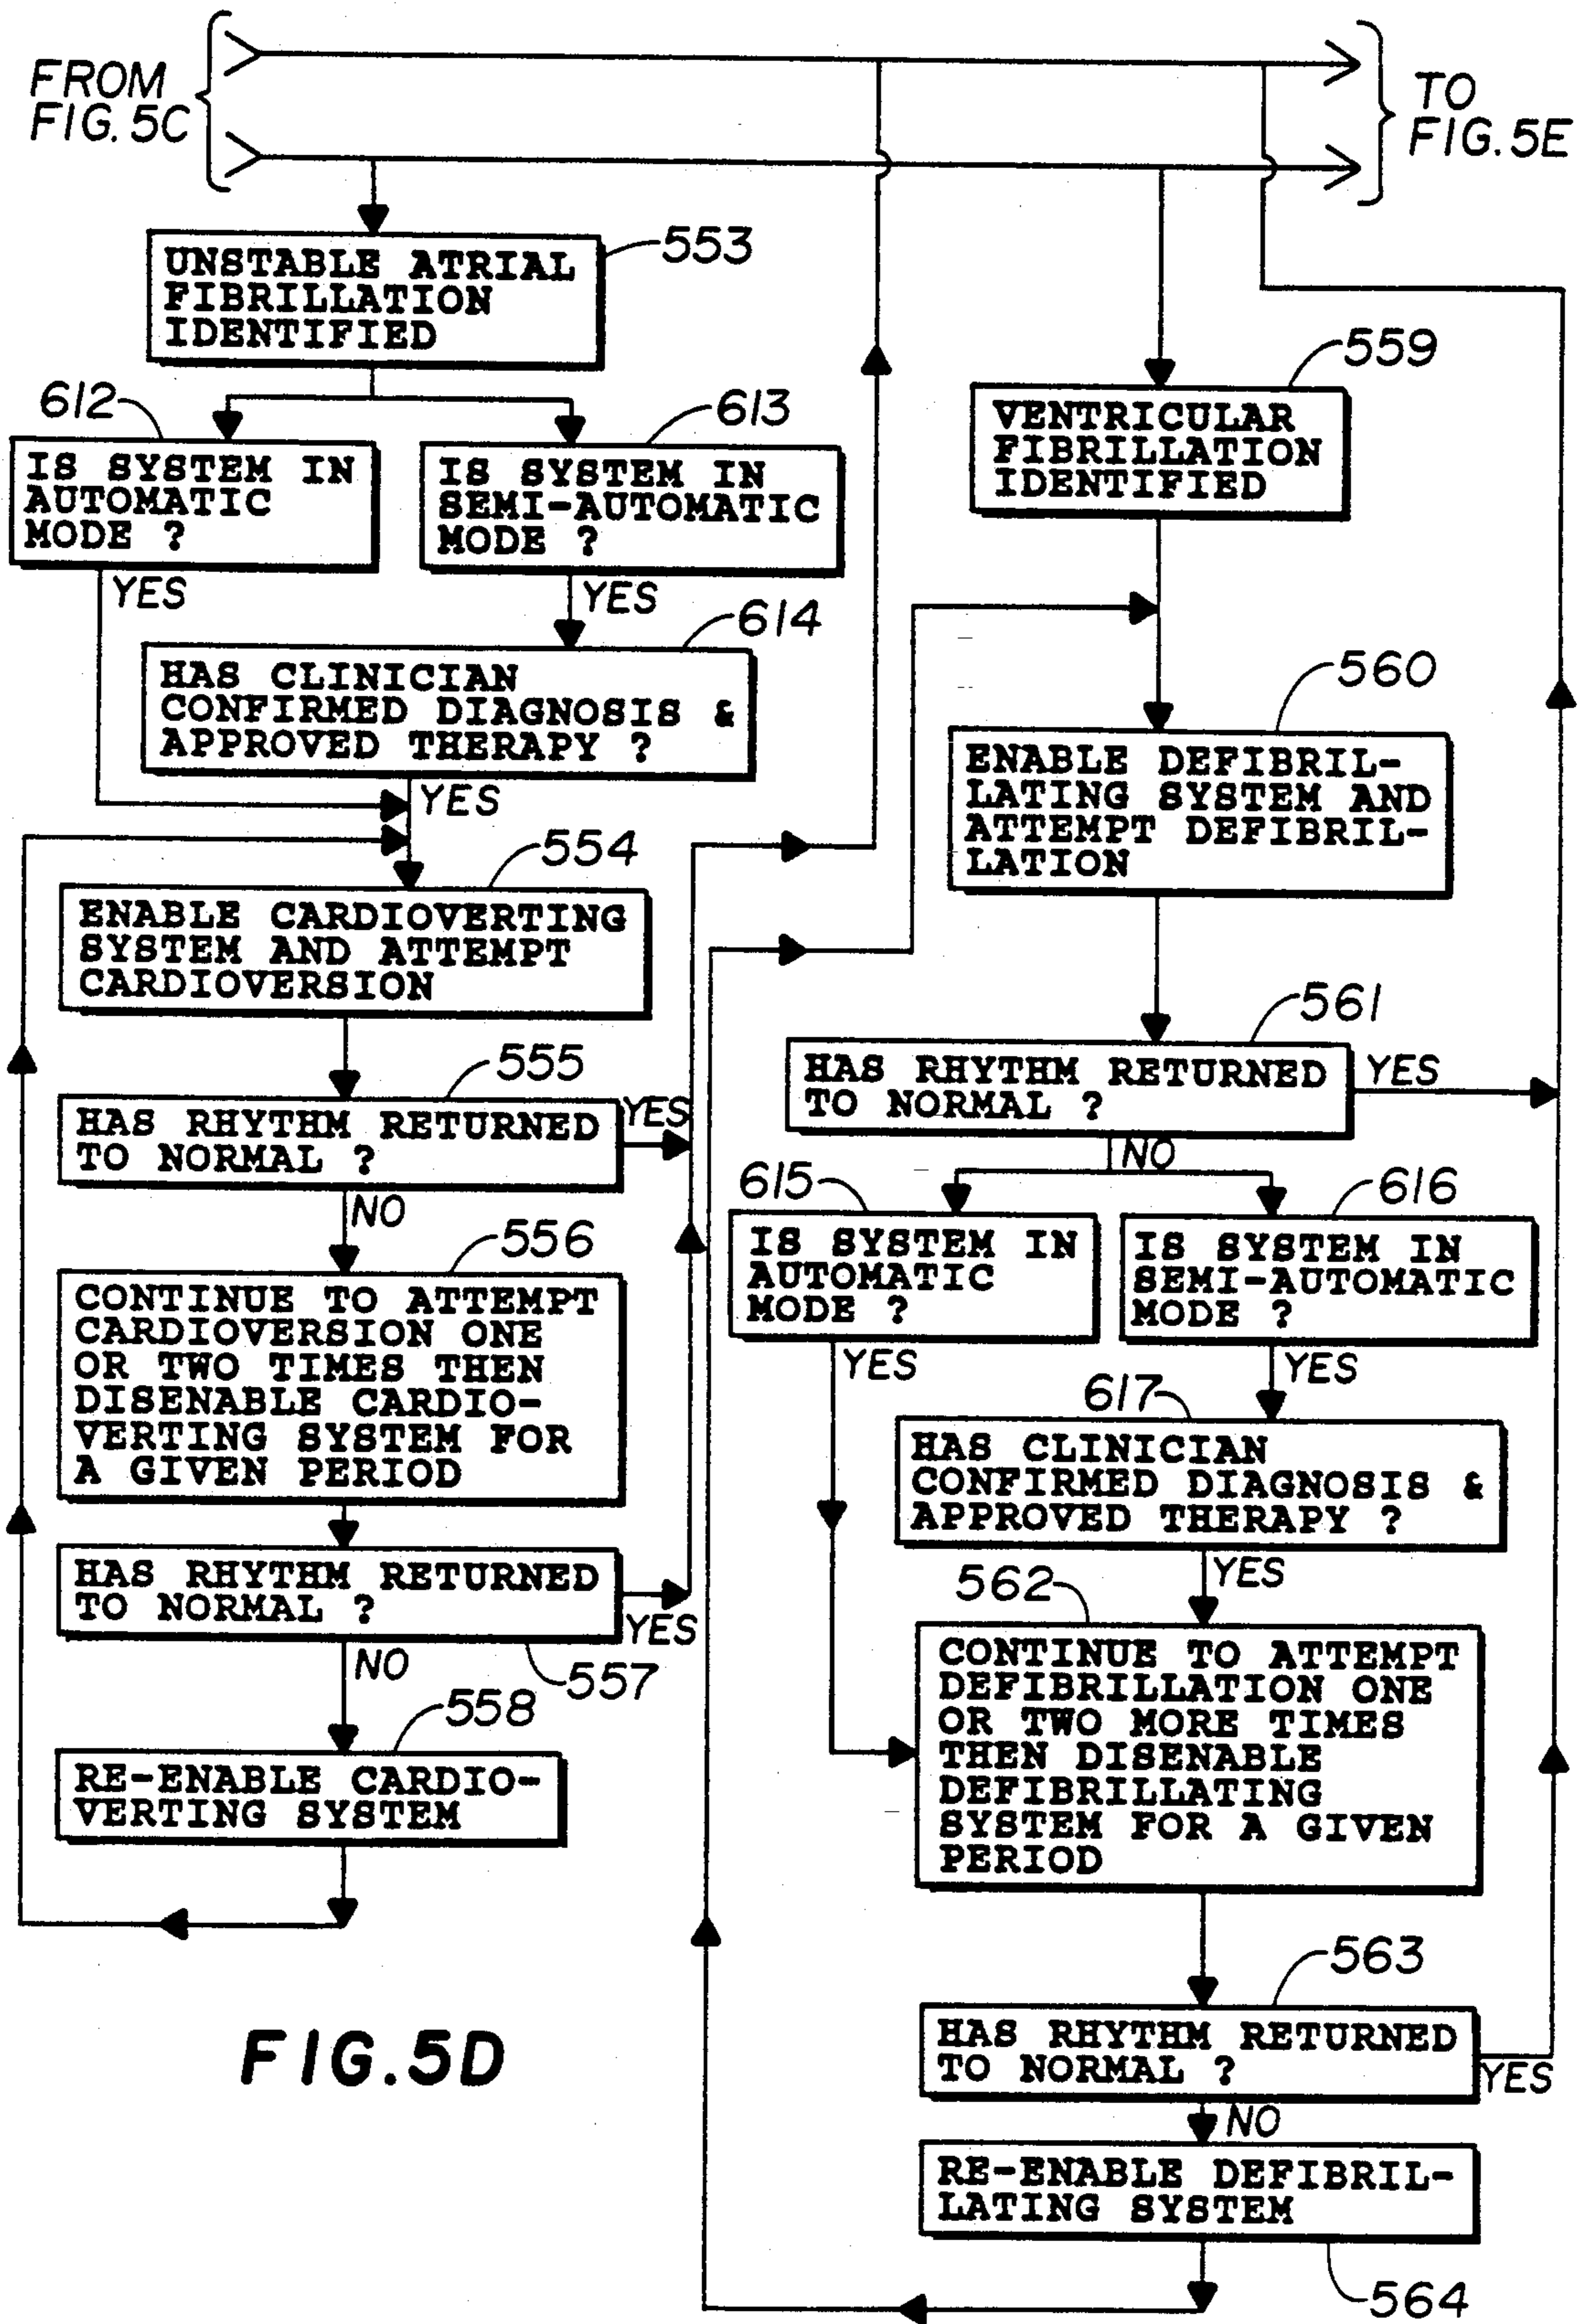 FROM
FIG. 5C
TO
FIG. 5E
553
UNSTABLE ATRIAL
FIBRILLATION
IDENTIFIED
612
IS SYSTEM IN
AUTOMATIC
MODE ?
YES
613
IS SYSTEM IN
SEMI-AUTOMATIC
MODE ?
YES
614
HAS CLINICIAN
CONFIRMED DIAGNOSIS &
APPROVED THERAPY ?
YES
554
ENABLE CARDIOVERTING
SYSTEM AND ATTEMPT
CARDIOVERSION
555
HAS RHYTHM RETURNED
TO NORMAL ?
YES
NO
556
CONTINUE TO ATTEMPT
CARDIOVERSION ONE
OR TWO TIMES THEN
DISENABLE CARDIO-
VERTING SYSTEM FOR
A GIVEN PERIOD
HAS RHYTHM RETURNED
TO NORMAL ?
YES
NO
557
558
RE-ENABLE CARDIO-
VERTING SYSTEM
559
VENTRICULAR
FIBRILLATION
IDENTIFIED
560
ENABLE DEFIBRIL-
LATING SYSTEM AND
ATTEMPT DEFIBRIL-
LATION
561
HAS RHYTHM RETURNED
TO NORMAL ?
YES
NO
615
IS SYSTEM IN
AUTOMATIC
MODE ?
YES
616
IS SYSTEM IN
SEMI-AUTOMATIC
MODE ?
YES
617
HAS CLINICIAN
CONFIRMED DIAGNOSIS &
APPROVED THERAPY ?
YES
562
CONTINUE TO ATTEMPT
DEFIBRILLATION ONE
OR TWO MORE TIMES
THEN DISENABLE
DEFIBRILLATING
SYSTEM FOR A GIVEN
PERIOD
563
HAS RHYTHM RETURNED
TO NORMAL ?
YES
NO
RE-ENABLE DEFIBRIL-
LATING SYSTEM
564
FIG. 5D